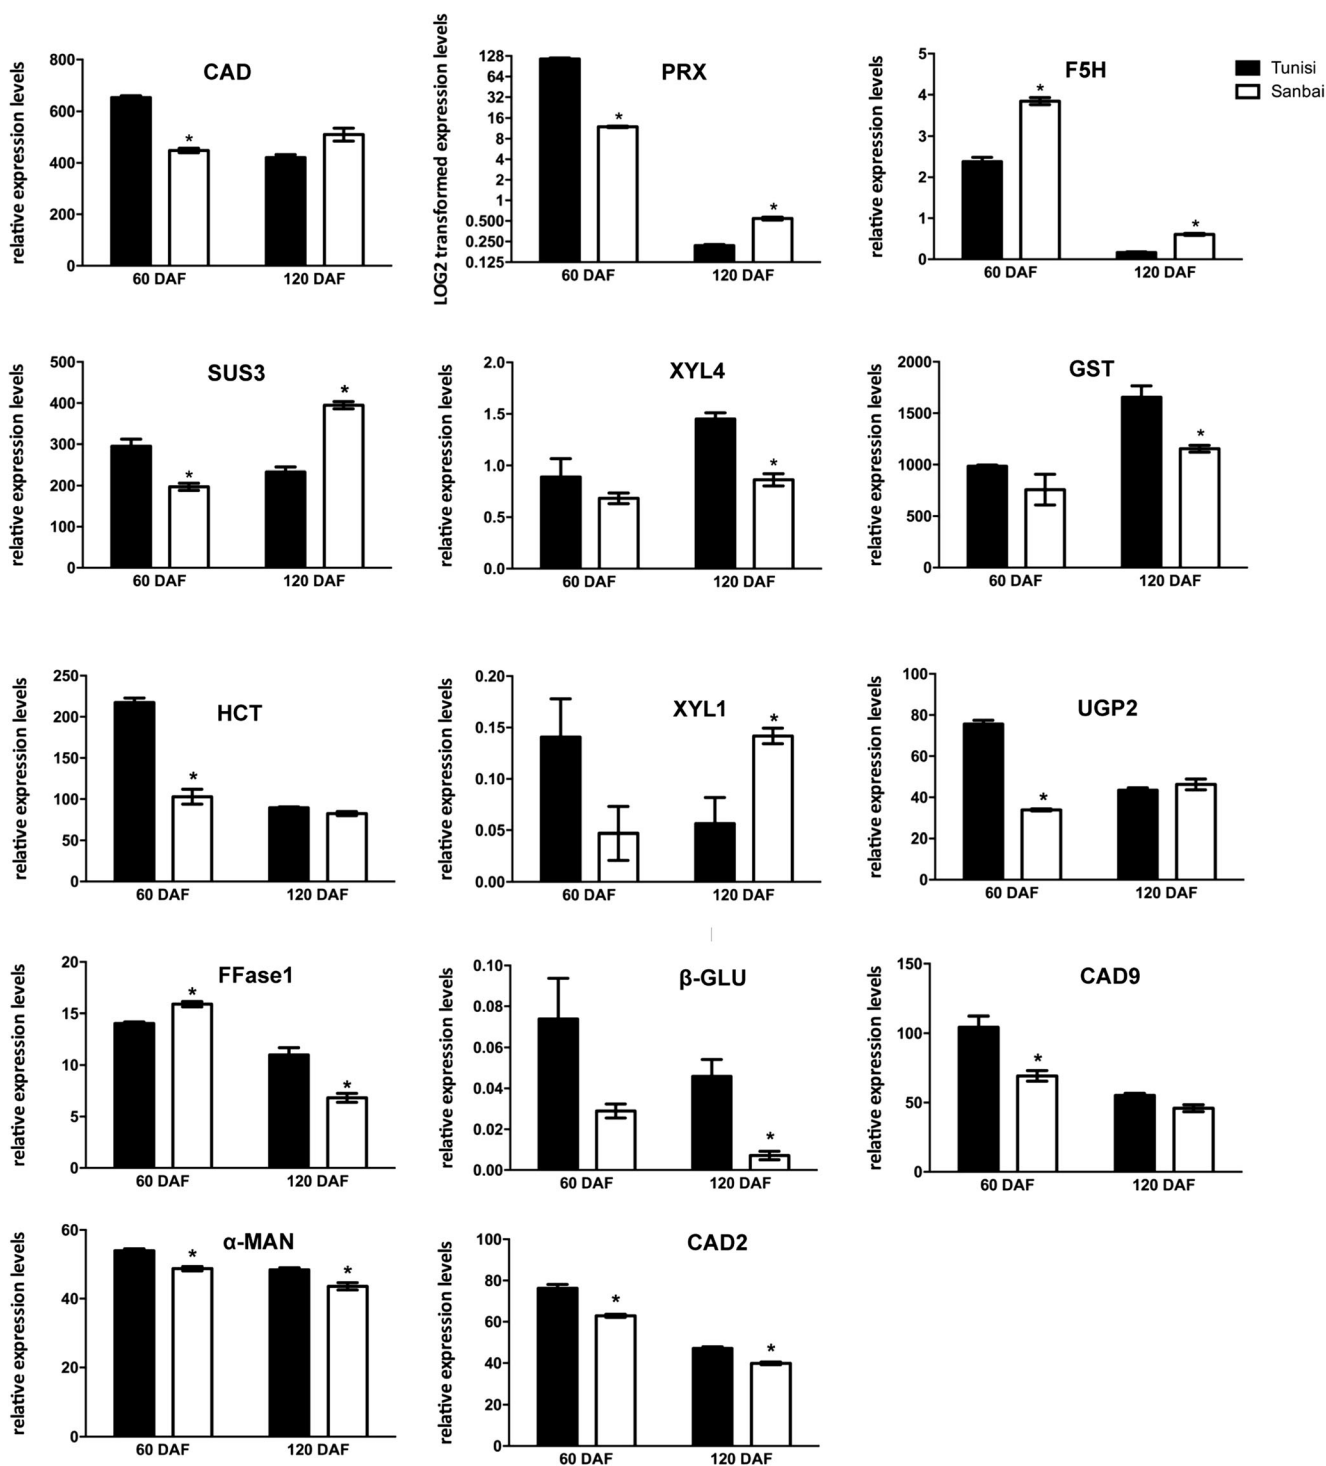 CAD
relative expression levels
800
600
400
200
0
*
60 DAF
120 DAF
PRX
LOG2 transformed expression levels
128
64
32
16
8
4
2
1
0.500
0.250
0.125
*
*
60 DAF
120 DAF
F5H
relative expression levels
5
4
3
2
1
0
*
*
60 DAF
120 DAF
Tunisi
Sanbai
SUS3
relative expression levels
500
400
300
200
100
0
*
*
60 DAF
120 DAF
XYL4
relative expression levels
2.0
1.5
1.0
0.5
0.0
*
60 DAF
120 DAF
GST
relative expression levels
2000
1500
1000
500
0
*
60 DAF
120 DAF
HCT
relative expression levels
250
200
150
100
50
0
*
60 DAF
120 DAF
XYL1
relative expression levels
0.20
0.15
0.10
0.05
0.00
*
60 DAF
120 DAF
UGP2
relative expression levels
100
80
60
40
20
0
*
60 DAF
120 DAF
FFase1
relative expression levels
20
15
10
5
0
*
*
60 DAF
120 DAF
β-GLU
relative expression levels
0.10
0.08
0.06
0.04
0.02
0.00
*
60 DAF
120 DAF
CAD9
relative expression levels
150
100
50
0
*
60 DAF
120 DAF
α-MAN
relative expression levels
60
40
20
0
*
*
60 DAF
120 DAF
CAD2
relative expression levels
100
80
60
40
20
0
*
*
60 DAF
120 DAF